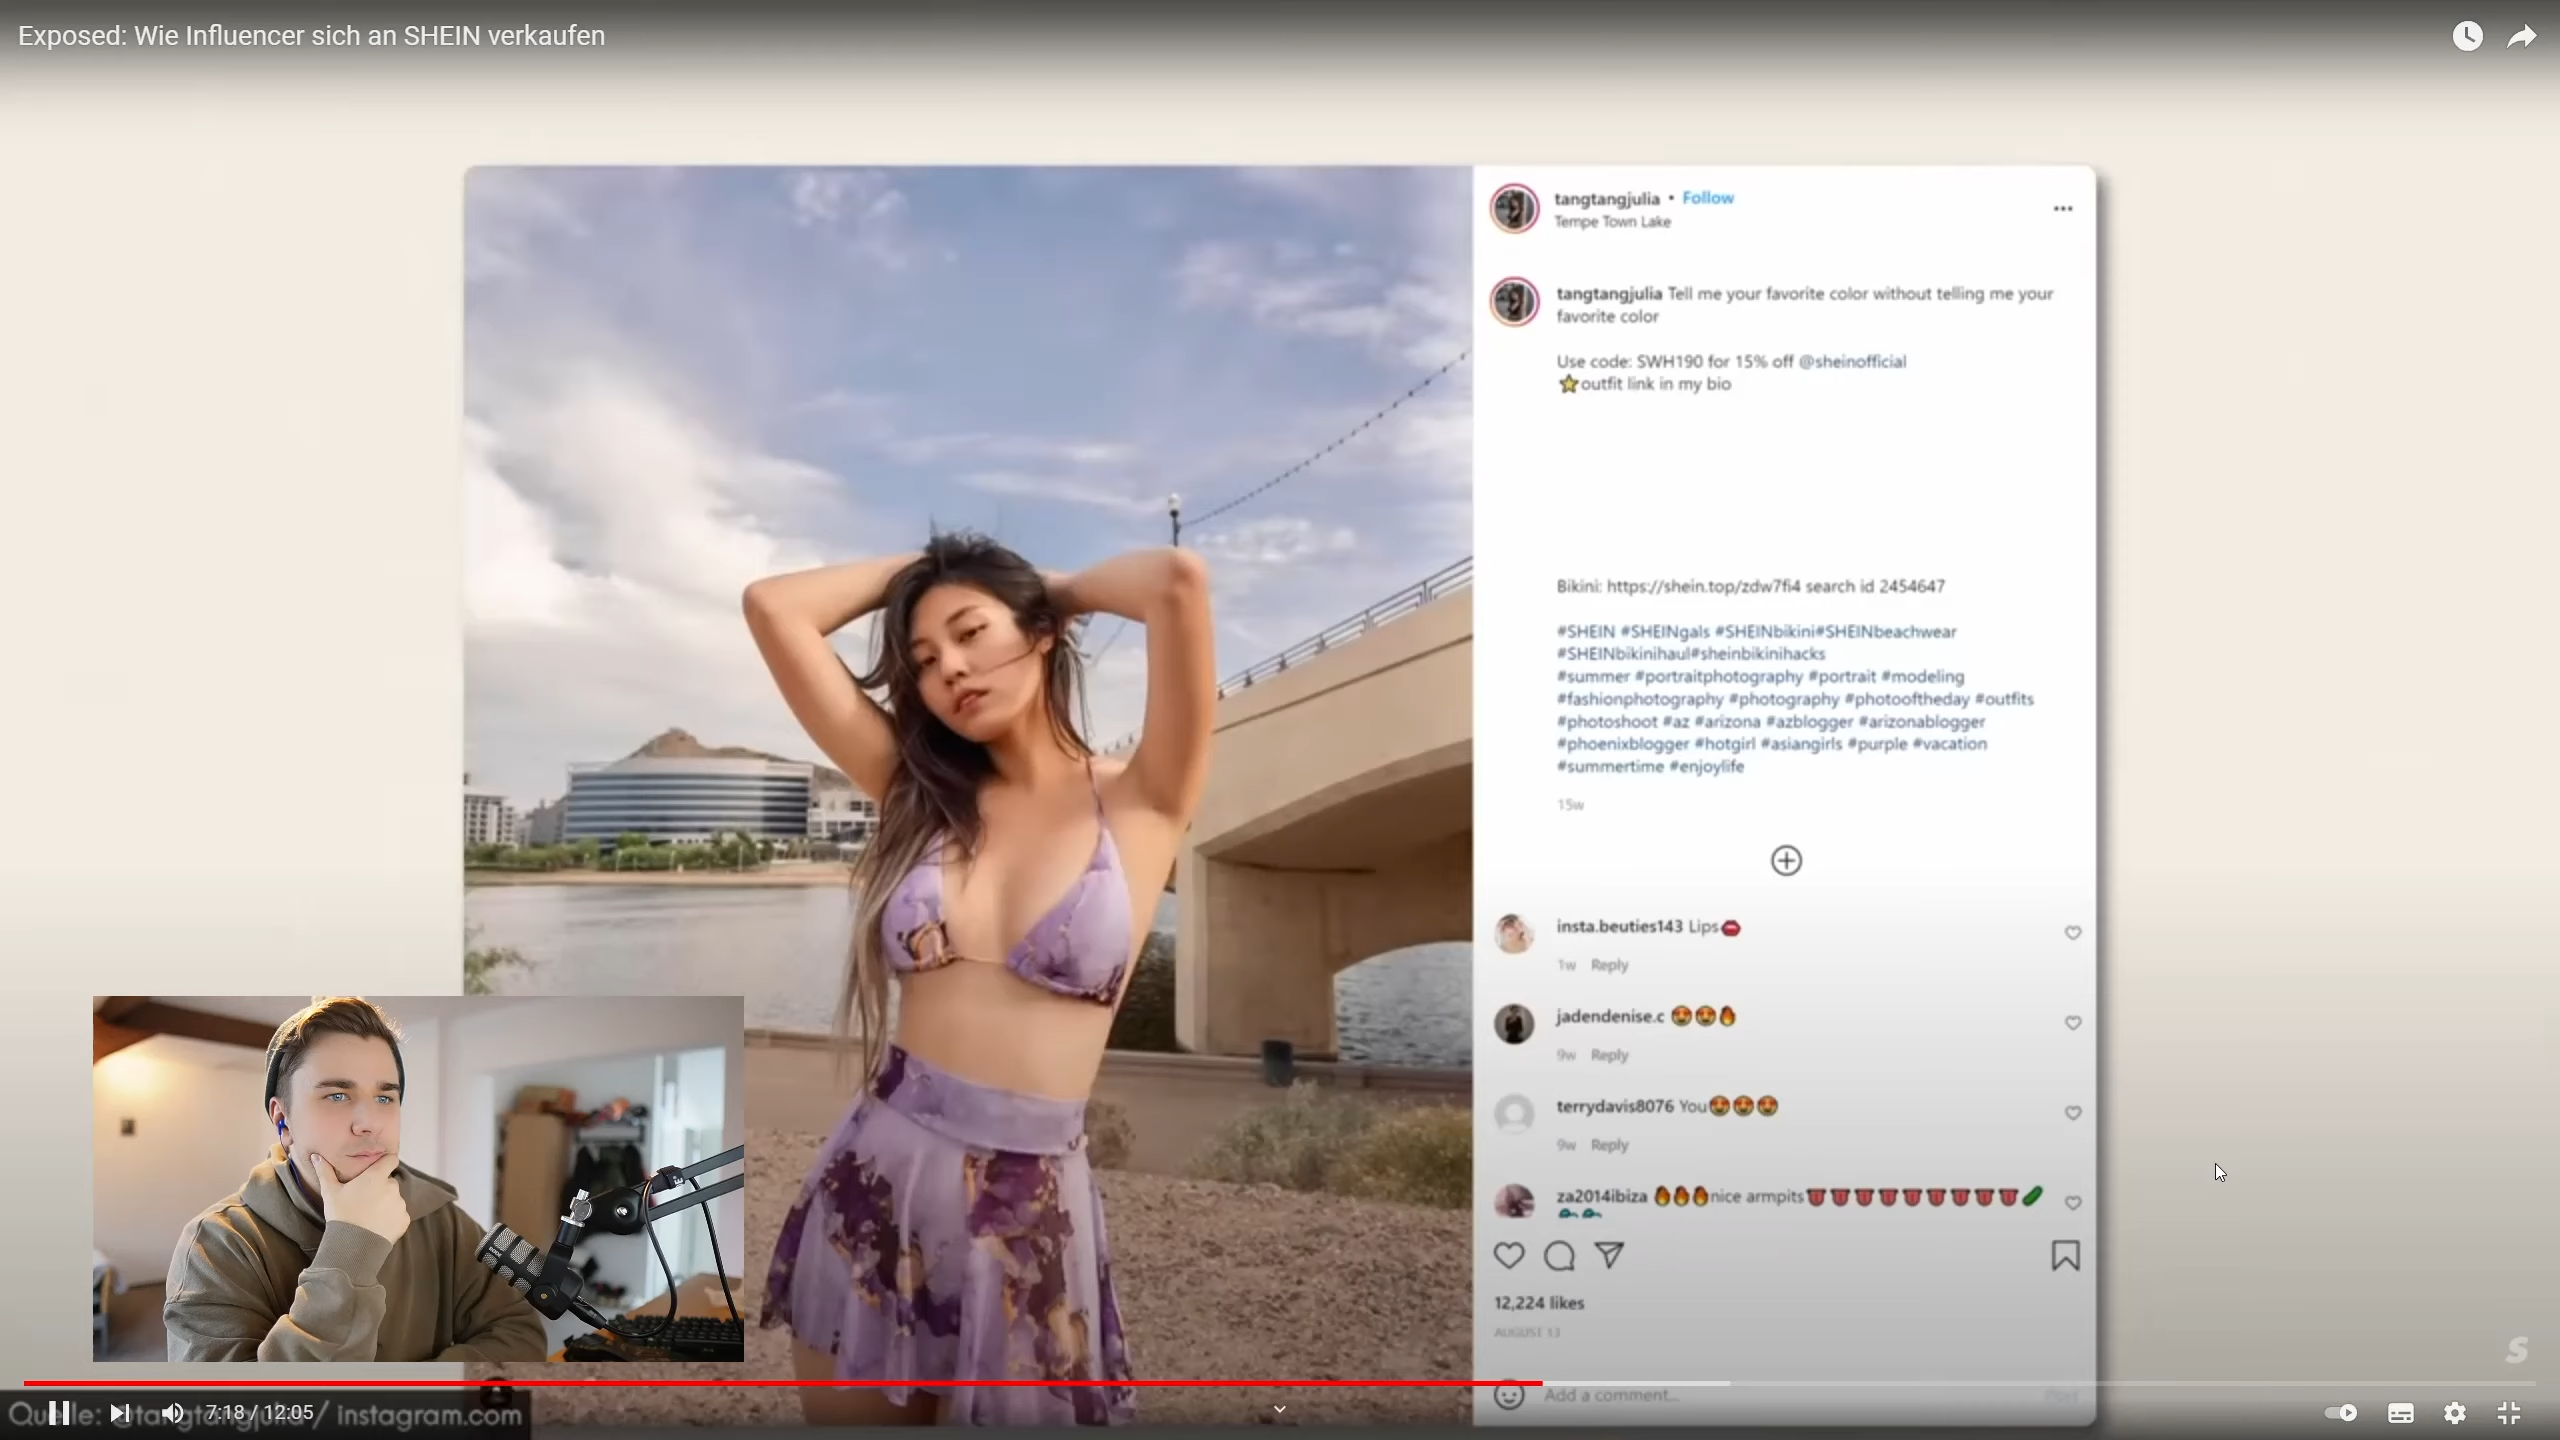 Exposed: Wie Influencer sich an SHEIN verkaufen
tangtangjulia • Follow
Tempe Town Lake
tangtangjulia Tell me your favorite color without telling me your
favorite color
Use code: SWH190 for 15% off @sheinofficial
⭐outfit link in my bio
Bikini: https://shein.top/zdw7fi4 search id 2454647
#SHEIN #SHEINgals #SHEINbikini#SHEINbeachwear
#SHEINbikinihaul#sheinbikinihacks
#summer #portraitphotography #portrait #modeling
#fashionphotography #photography #photooftheday #outfits
#photoshoot #az #arizona #azblogger #arizonablogger
#phoenixblogger #hotgirl #asiangirls #purple #vacation
#summertime #enjoylife
15w
insta.beuties143 Lips👄
1w Reply
jadendenise.c 😍😍🔥
9w Reply
terrydavis8076 You😍😍😍
9w Reply
za2014ibiza 🔥🔥🔥nice armpits👅👅👅👅👅👅👅👅👅🥒
12,224 likes
AUGUST 13
Add a comment...
Post
S
Quelle: @tangtangjulia / instagram.com
7:18 / 12:05